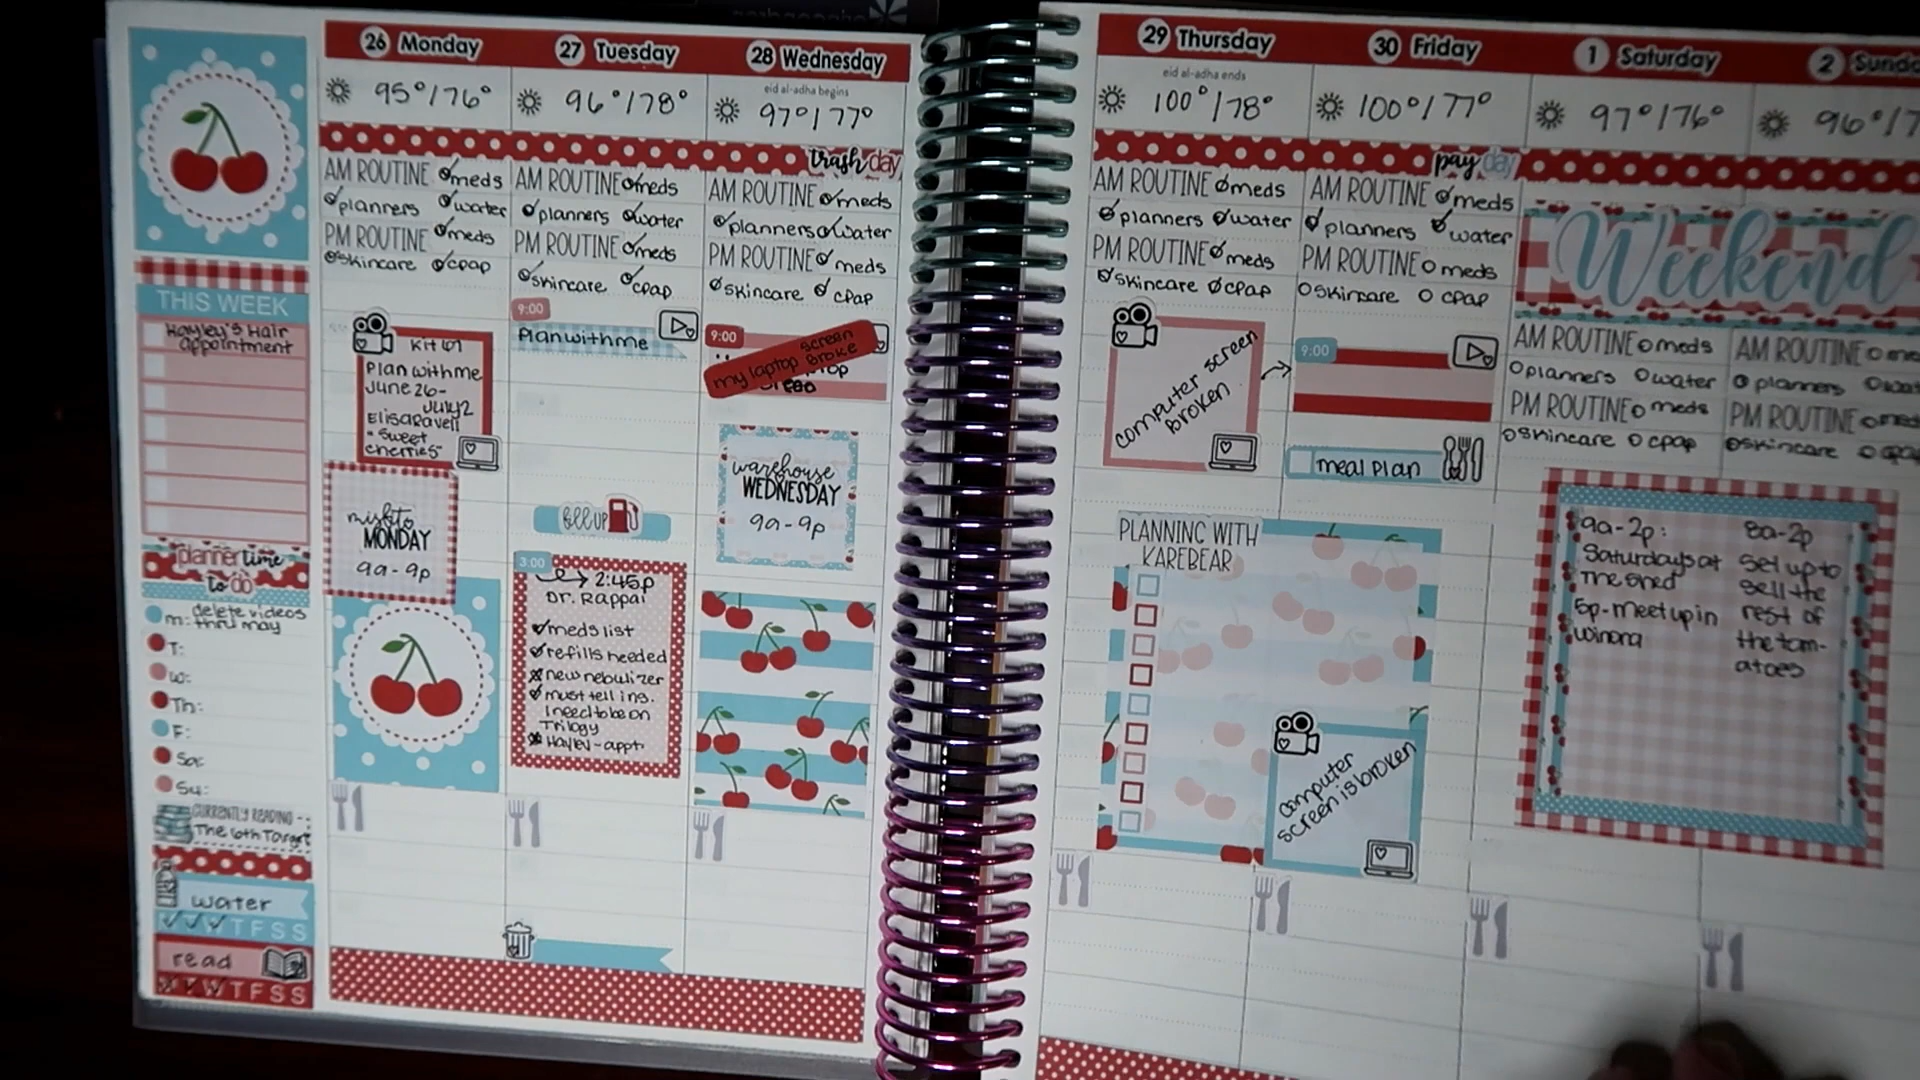 26 Monday
27 Tuesday
28 Wednesday
29 Thursday
30 Friday
1 Saturday
2
95°/76°
96°/78°
eid al-adha begins
97°/77°
eid al-adha ends
100°/78°
100°/77°
97°/76°
96°/7
trash day
pay day
THIS WEEK
Hayley's Hair
appointment
planner time
to do
m: delete videos
thru may
T:
W:
Th:
F:
Sa:
Su:
CURRENTLY READING
The 6th Target
water
W T F S S
read
W T F S S
AM ROUTINE meds
planners water
PM ROUTINE meds
skincare cpap
Kit 61
Plan with me
June 26-
July 2
Elisaravell
"Sweet
cherries"
misfit
MONDAY
9a-9p
AM ROUTINE meds
planners water
PM ROUTINE meds
skincare cpap
9:00
Plan with me
fill up
3:00
2:45p
Dr. Rappai
meds list
refills needed
new nebulizer
must tell ins.
I need to be on
Trilogy
Hayley-appt
AM ROUTINE meds
planners water
PM ROUTINE meds
skincare cpap
9:00
my laptop screen
broke
warehouse
WEDNESDAY
9a-9p
AM ROUTINE meds
planners water
PM ROUTINE meds
skincare cpap
computer screen
broken
PLANNING WITH
KAREBEAR
AM ROUTINE meds
planners water
PM ROUTINE meds
skincare cpap
9:00
meal plan
computer
screen is broken
Weekend
AM ROUTINE meds
planners water
PM ROUTINE meds
skincare cpap
AM ROUTINE
planners
PM ROUTINE
skincare
9a-2p:
Saturdays at
The Shed
5p-meet up in
Winona
8a-2p
set up to
sell the
rest of
the tom-
atoes